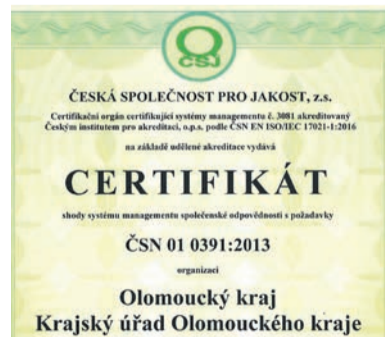 ČSJ
ČESKÁ SPOLEČNOST PRO JAKOST, z.s.
Certifikační orgán certifikující systémy managementu č. 3081 akreditovaný
Českým institutem pro akreditaci, o.p.s. podle ČSN EN ISO/IEC 17021-1:2016
na základě udělené akreditace vydává
CERTIFIKÁT
shody systému managementu společenské odpovědnosti s požadavky
ČSN 01 0391:2013
organizaci
Olomoucký kraj
Krajský úřad Olomouckého kraje